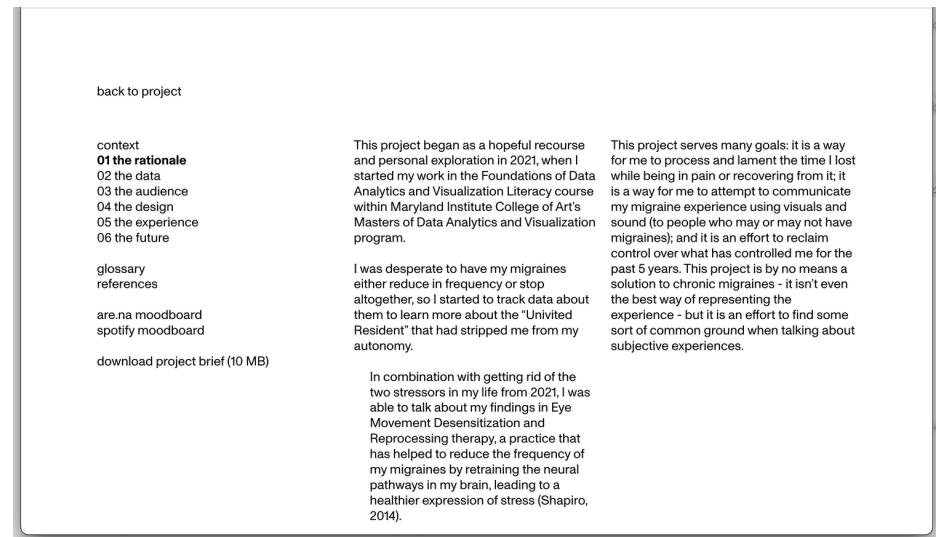 back to project
context
01 the rationale
02 the data
03 the audience
04 the design
05 the experience
06 the future
glossary
references
are.na moodboard
spotify moodboard
download project brief (10 MB)
This project began as a hopeful recourse
and personal exploration in 2021, when I
started my work in the Foundations of Data
Analytics and Visualization Literacy course
within Maryland Institute College of Art's
Masters of Data Analytics and Visualization
program.
I was desperate to have my migraines
either reduce in frequency or stop
altogether, so I started to track data about
them to learn more about the “Univited
Resident” that had stripped me from my
autonomy.
In combination with getting rid of the
two stressors in my life from 2021, I was
able to talk about my findings in Eye
Movement Desensitization and
Reprocessing therapy, a practice that
has helped to reduce the frequency of
my migraines by retraining the neural
pathways in my brain, leading to a
healthier expression of stress (Shapiro,
2014).
This project serves many goals: it is a way
for me to process and lament the time I lost
while being in pain or recovering from it; it
is a way for me to attempt to communicate
my migraine experience using visuals and
sound (to people who may or may not have
migraines); and it is an effort to reclaim
control over what has controlled me for the
past 5 years. This project is by no means a
solution to chronic migraines - it isn't even
the best way of representing the
experience - but it is an effort to find some
sort of common ground when talking about
subjective experiences.